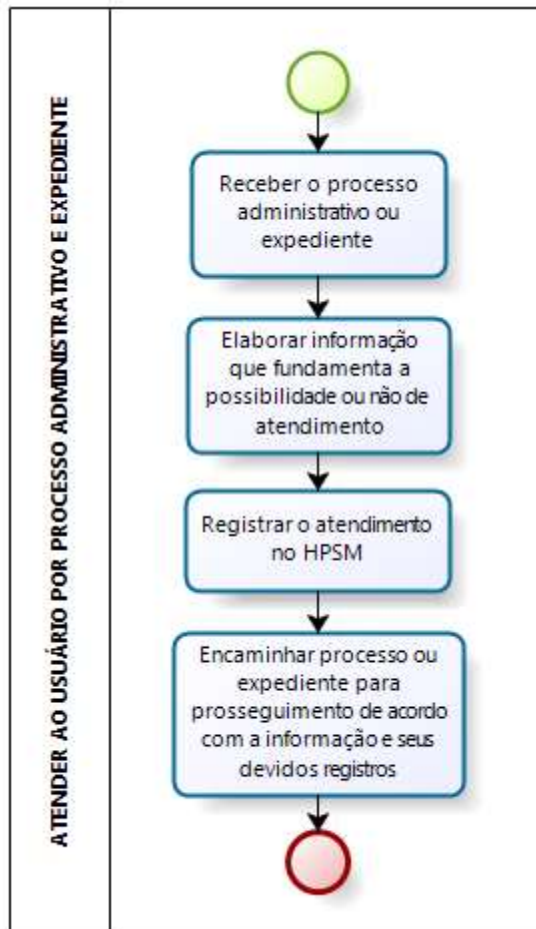 ATENDER AO USUÁRIO POR PROCESSO ADMINISTRATIVO E EXPEDIENTE
Receber o processo
administrativo ou
expediente
Elaborar informação
que fundamenta a
possibilidade ou não de
atendimento
Registrar o atendimento
no HPSM
Encaminhar processo ou
expediente para
prosseguimento de acordo
com a informação e seus
devidos registros